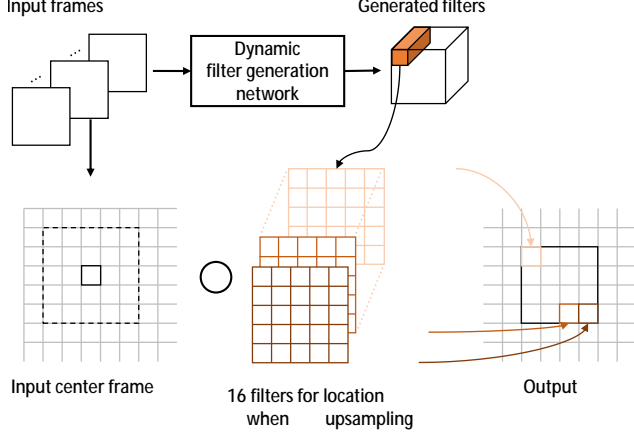 Input frames
Generated filters
Dynamic
filter generation
network
Input center frame
16 filters for location
when upsampling
Output